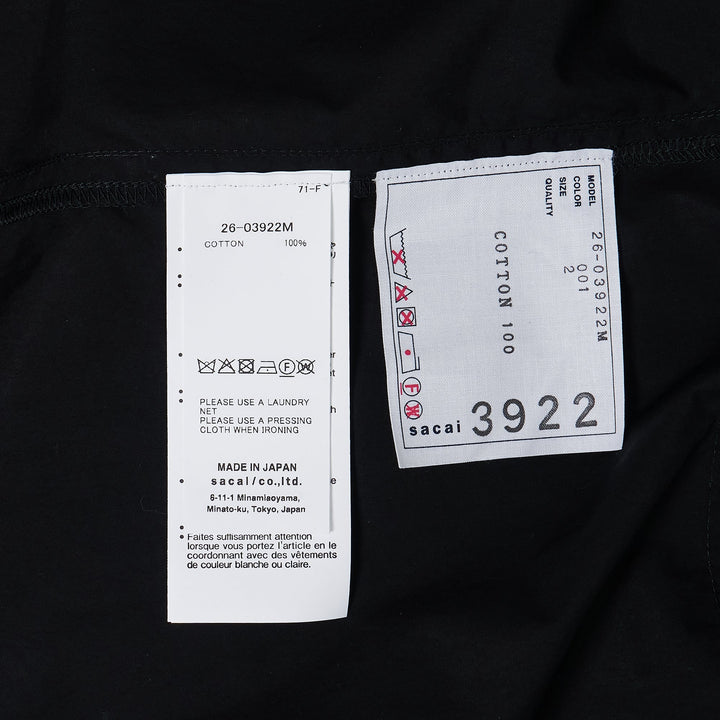 71-F
26-03922M
COTTON 100%
PLEASE USE A LAUNDRY
NET
PLEASE USE A PRESSING
CLOTH WHEN IRONING
MADE IN JAPAN
sacai/co.,ltd.
6-11-1 Minamiaoyama,
Minato-ku, Tokyo, Japan
• Faites suffisamment attention
lorsque vous portez l'article en le
coordonnant avec des vêtements
de couleur blanche ou claire.
MODEL 26-03922M
COLOR 001
SIZE 2
QUALITY
COTTON 100
sacai 3922